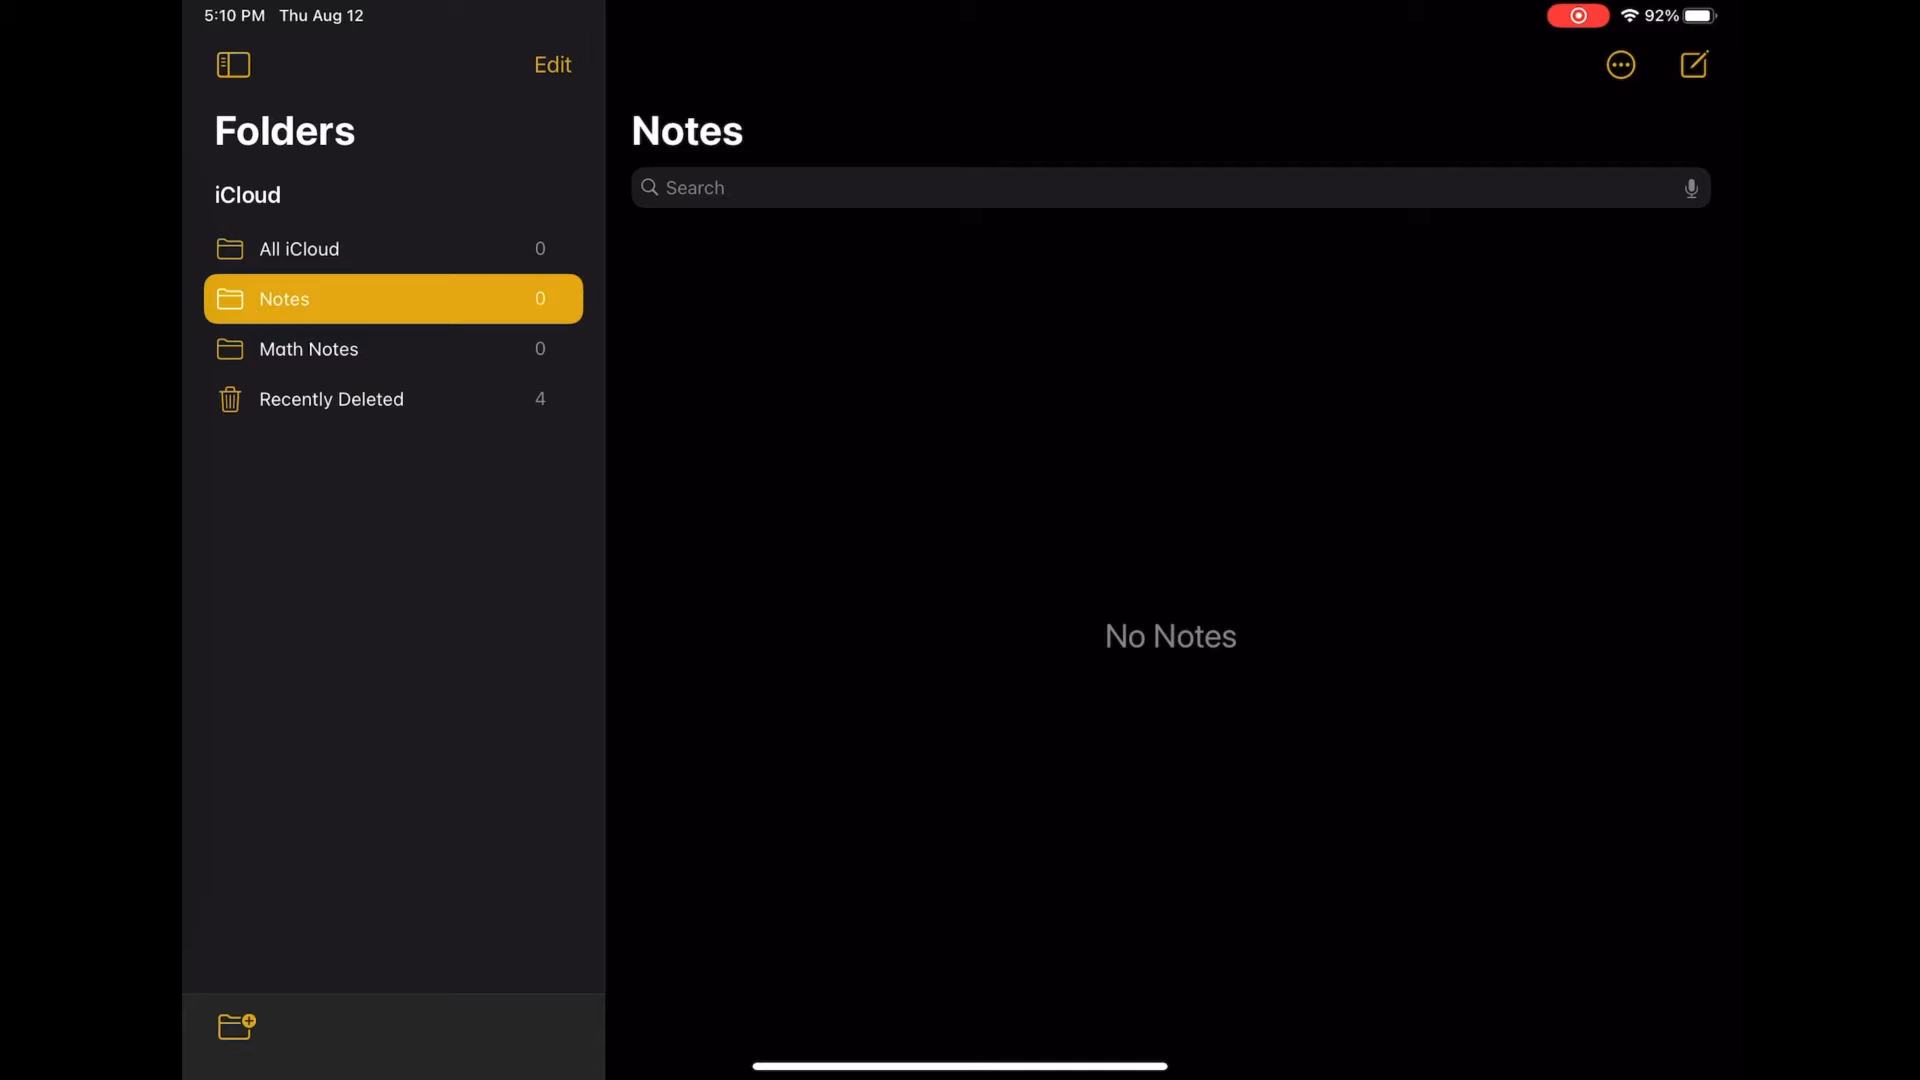 5:10 PM Thu Aug 12
92%
Edit
Folders
iCloud
All iCloud 0
Notes 0
Math Notes 0
Recently Deleted 4
Notes
Search
No Notes